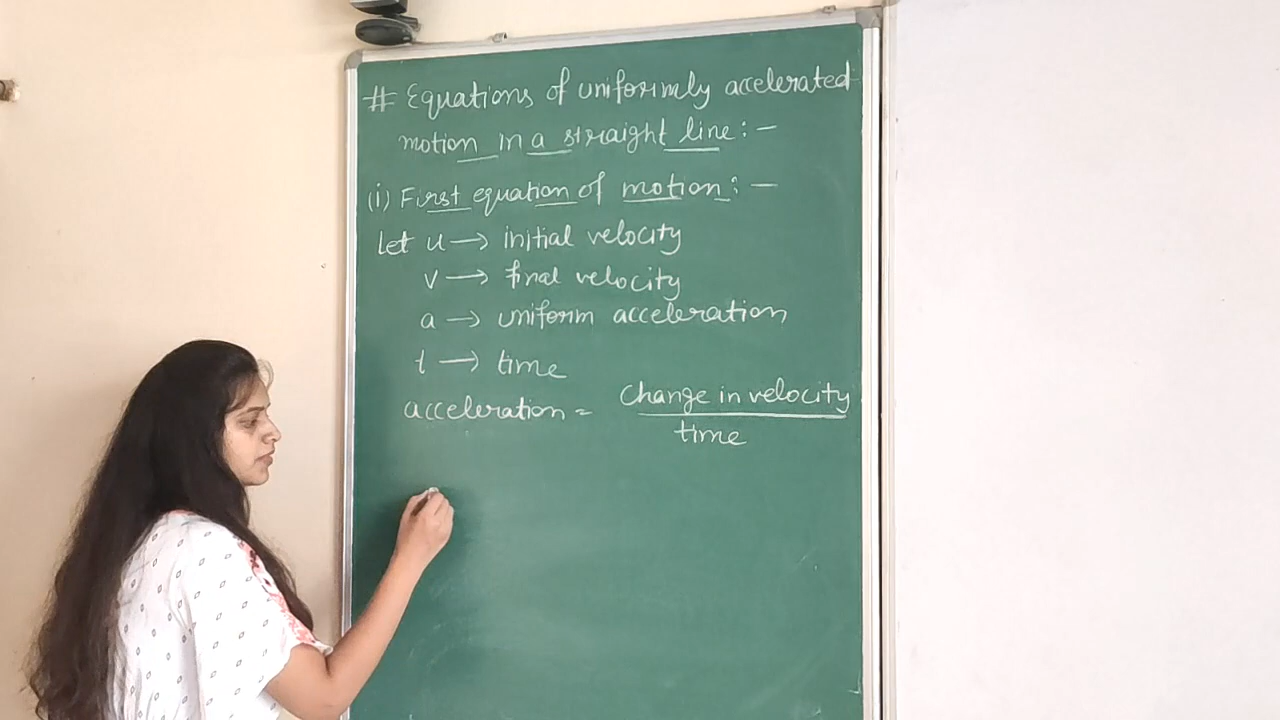 # Equations of uniformly accelerated
motion in a straight line : -
(i) First equation of motion : -
Let u → initial velocity
v → final velocity
a → uniform acceleration
t → time
acceleration = Change in velocity
time